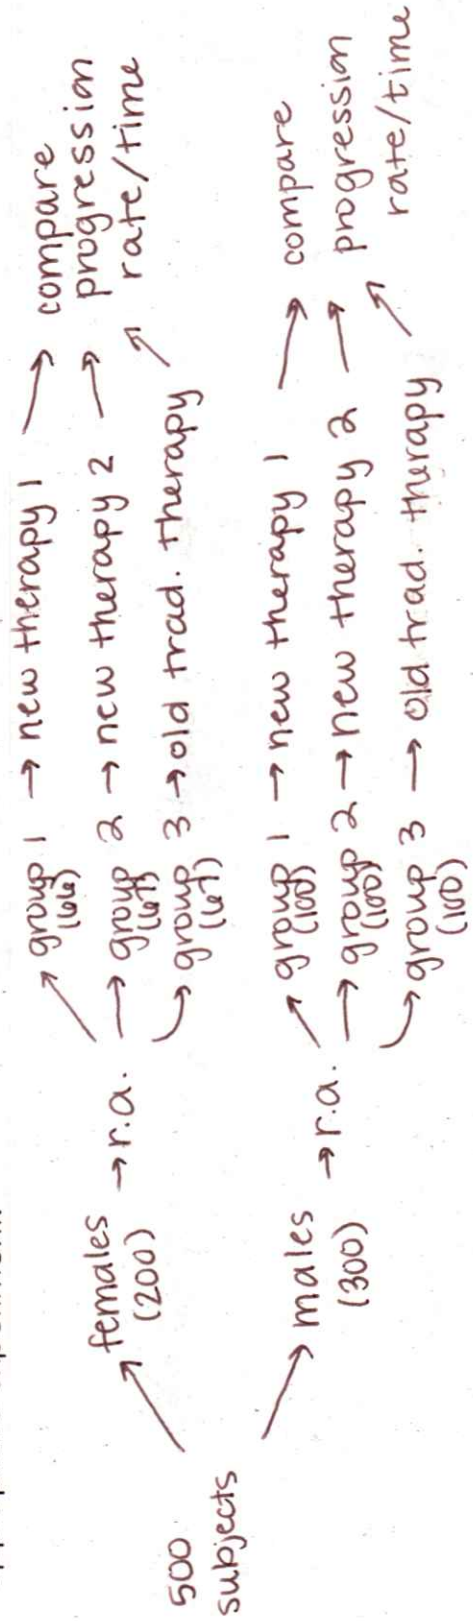 500
subjects
females
(200)
→ r.a.
group 1 → new therapy 1 → compare
(66)
group 2 → new therapy 2 → progression
(67)
group 3 → old trad. therapy → rate/time
(67)
males
(300)
→ r.a.
group 1 → new therapy 1 → compare
(100)
group 2 → new therapy 2 → progression
(100)
group 3 → old trad. therapy → rate/time
(100)